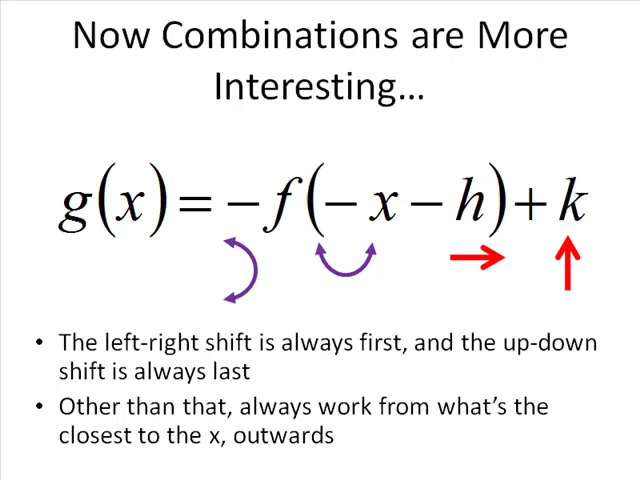 Now Combinations are More
Interesting…
g(x) = − f(− x − h) + k
• The left-right shift is always first, and the up-down
shift is always last
• Other than that, always work from what’s the
closest to the x, outwards